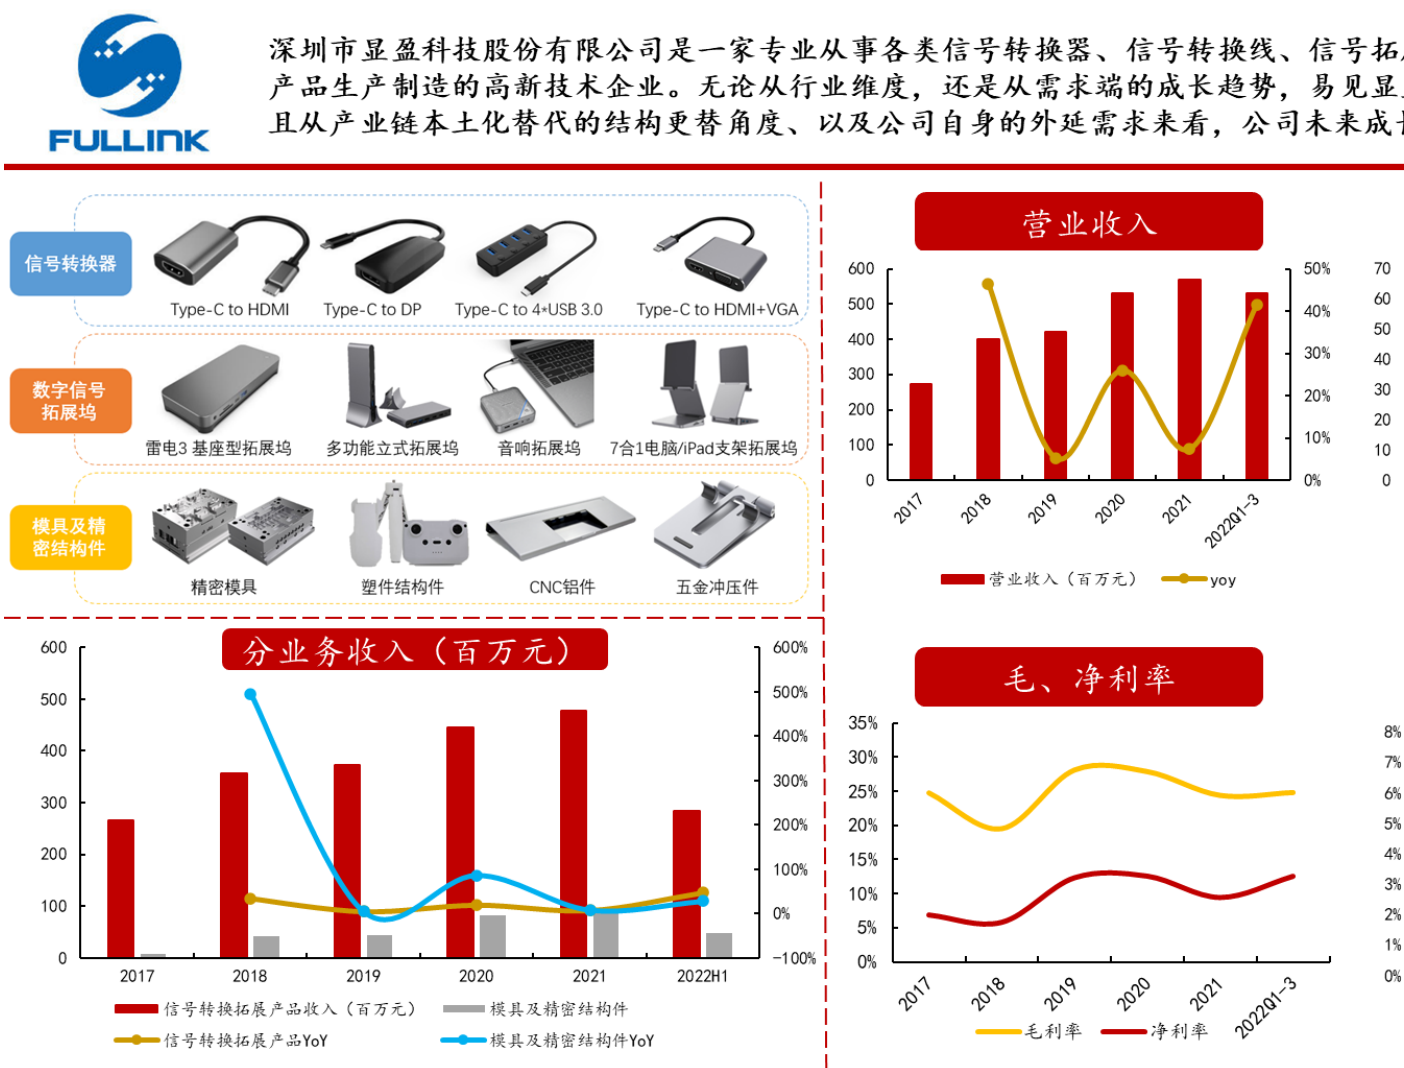 FULLINK
深圳市显盈科技股份有限公司是一家专业从事各类信号转换器、信号转换线、信号拓
产品生产制造的高新技术企业。无论从行业维度，还是从需求端的成长趋势，易见显
且从产业链本土化替代的结构更替角度、以及公司自身的外延需求来看，公司未来成
信号转换器
Type-C to HDMI
Type-C to DP
Type-C to 4*USB 3.0
Type-C to HDMI+VGA
数字信号
拓展坞
雷电3 基座型拓展坞
多功能立式拓展坞
音响拓展坞
7合1电脑/iPad支架拓展坞
模具及精
密结构件
精密模具
塑件结构件
CNC铝件
五金冲压件
营业收入
600
500
400
300
200
100
0
50%
40%
30%
20%
10%
0%
2017
2018
2019
2020
2021
2022Q1-3
营业收入（百万元）
yoy
70
60
50
40
30
20
10
0
分业务收入（百万元）
600
500
400
300
200
100
0
600%
500%
400%
300%
200%
100%
0%
-100%
2017
2018
2019
2020
2021
2022H1
信号转换拓展产品收入（百万元）
模具及精密结构件
信号转换拓展产品YoY
模具及精密结构件YoY
毛、净利率
35%
30%
25%
20%
15%
10%
5%
0%
2017
2018
2019
2020
2021
2022Q1-3
毛利率
净利率
8%
7%
6%
5%
4%
3%
2%
1%
0%